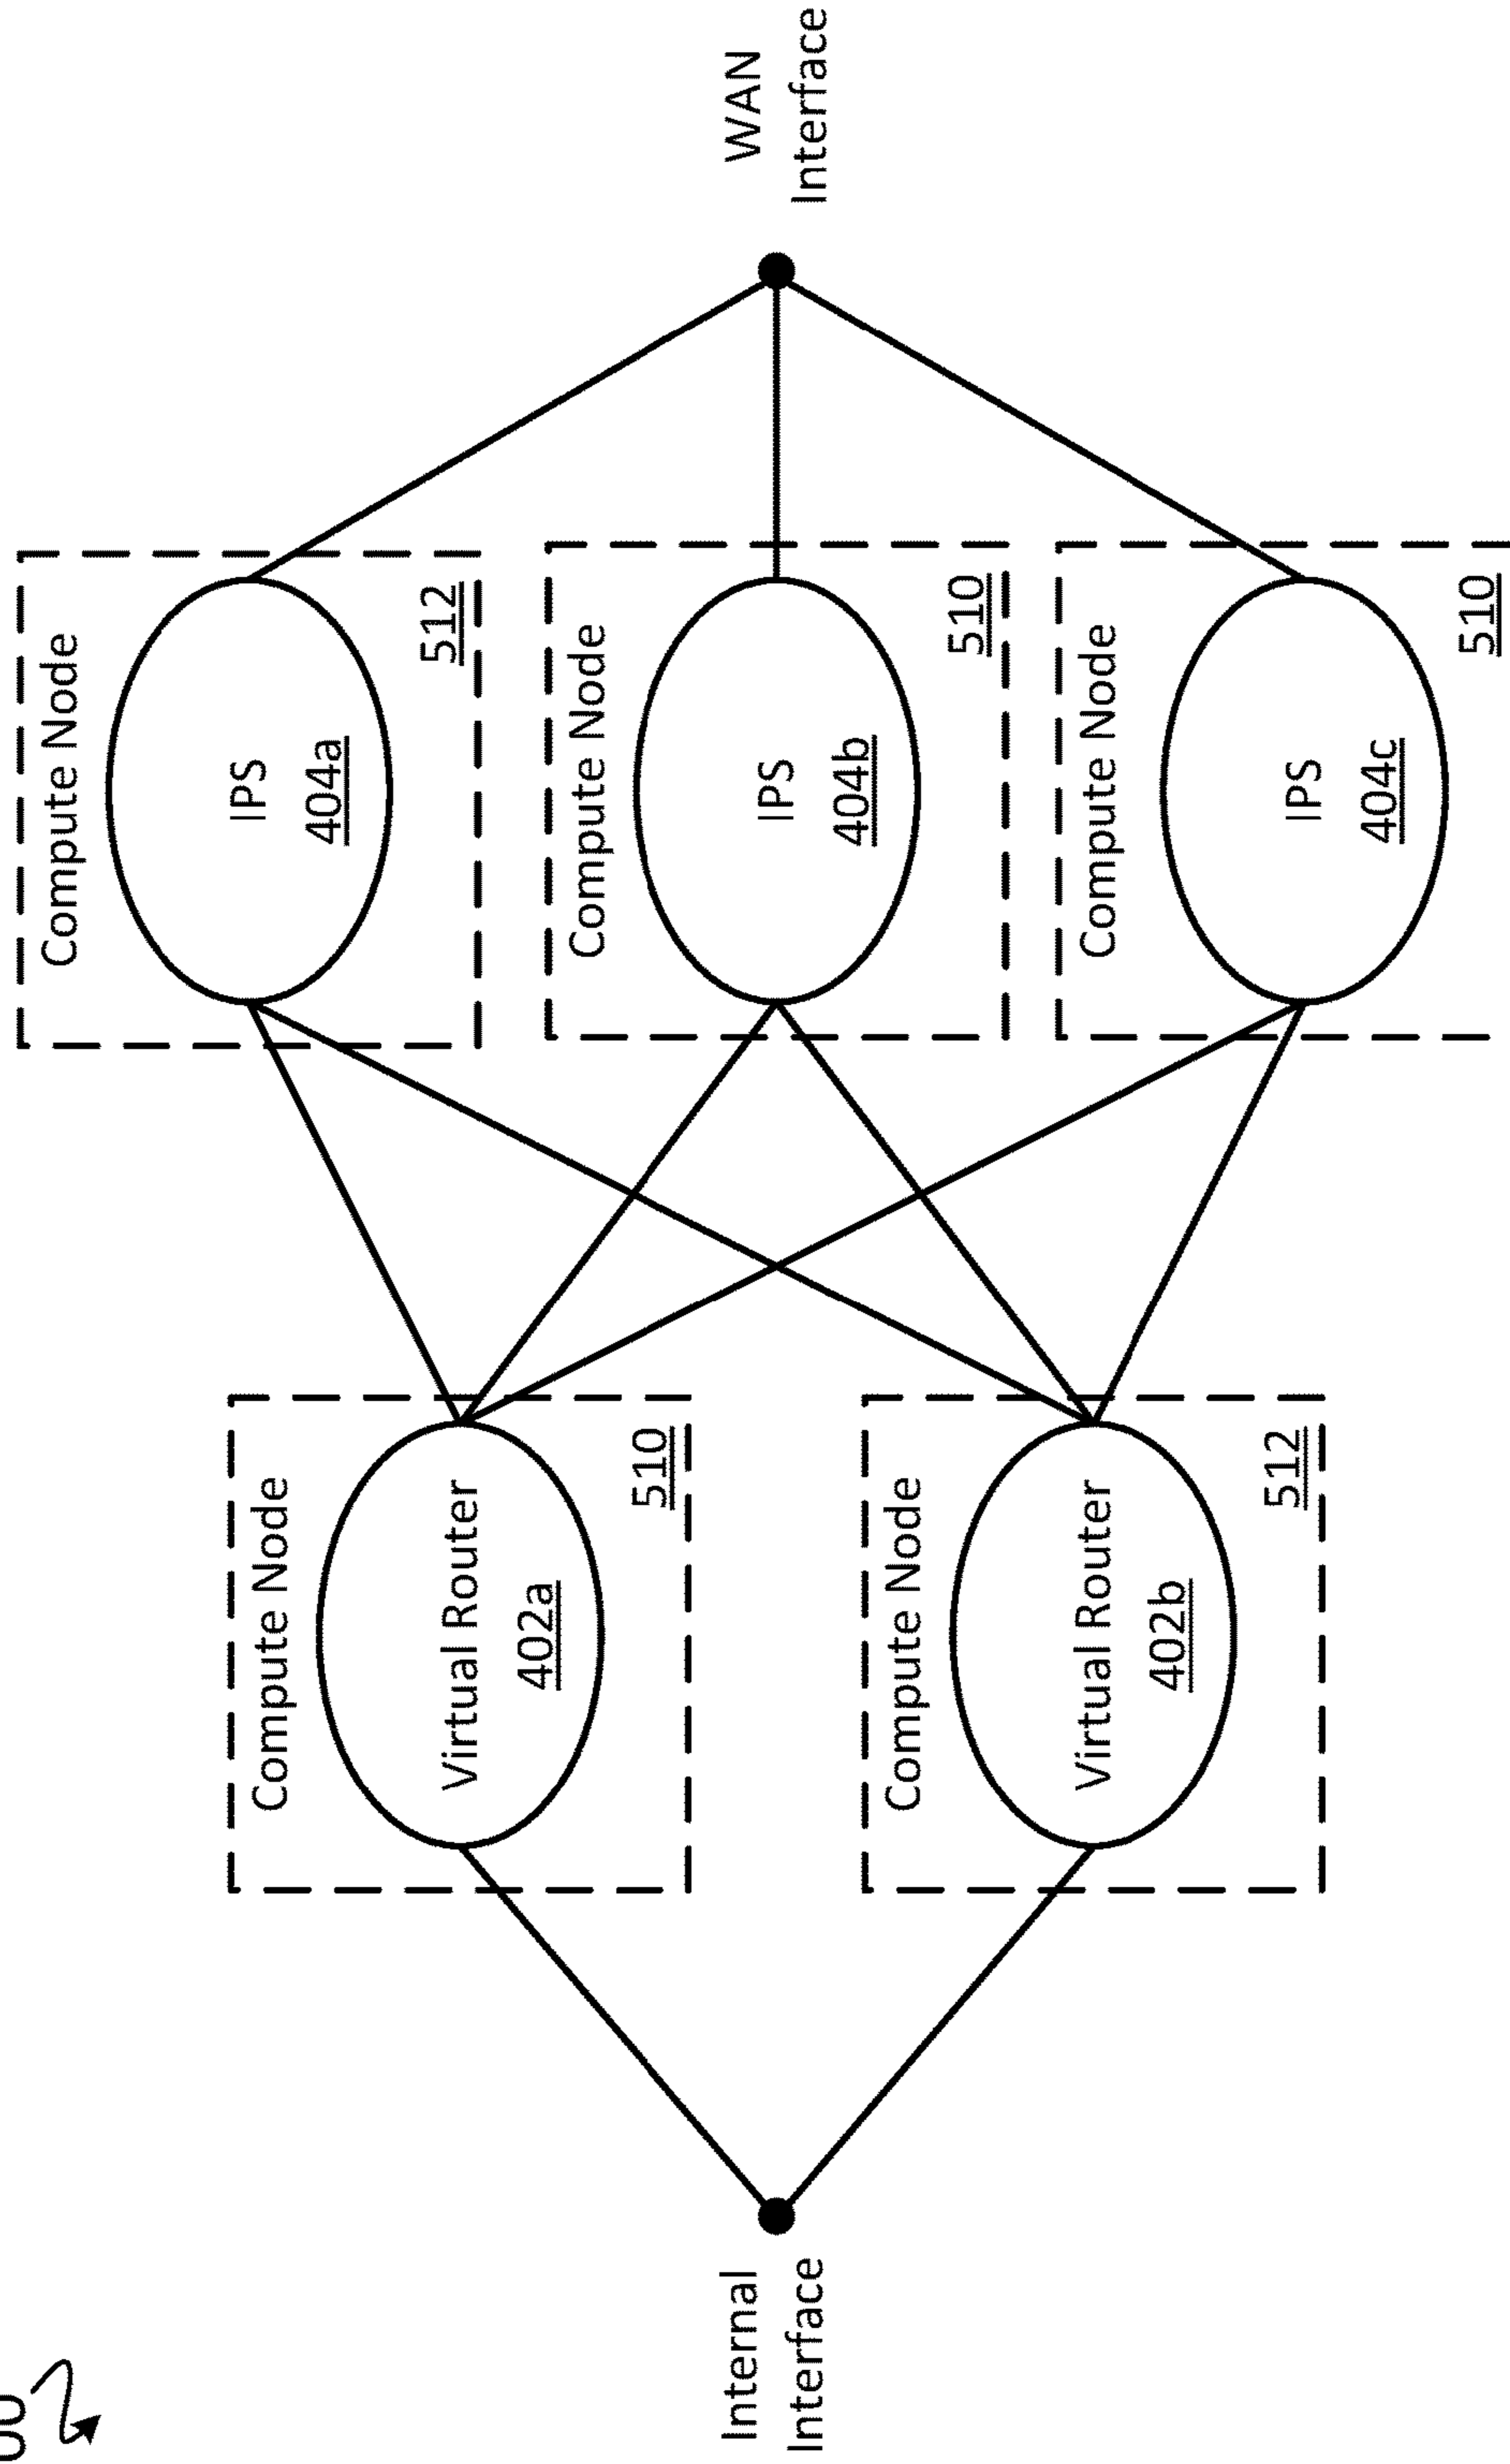 Internal
Interface
Compute Node
Virtual Router
402a
510
Compute Node
Virtual Router
402b
512
Compute Node
IPS
404a
512
Compute Node
IPS
404b
510
Compute Node
IPS
404c
510
WAN
Interface